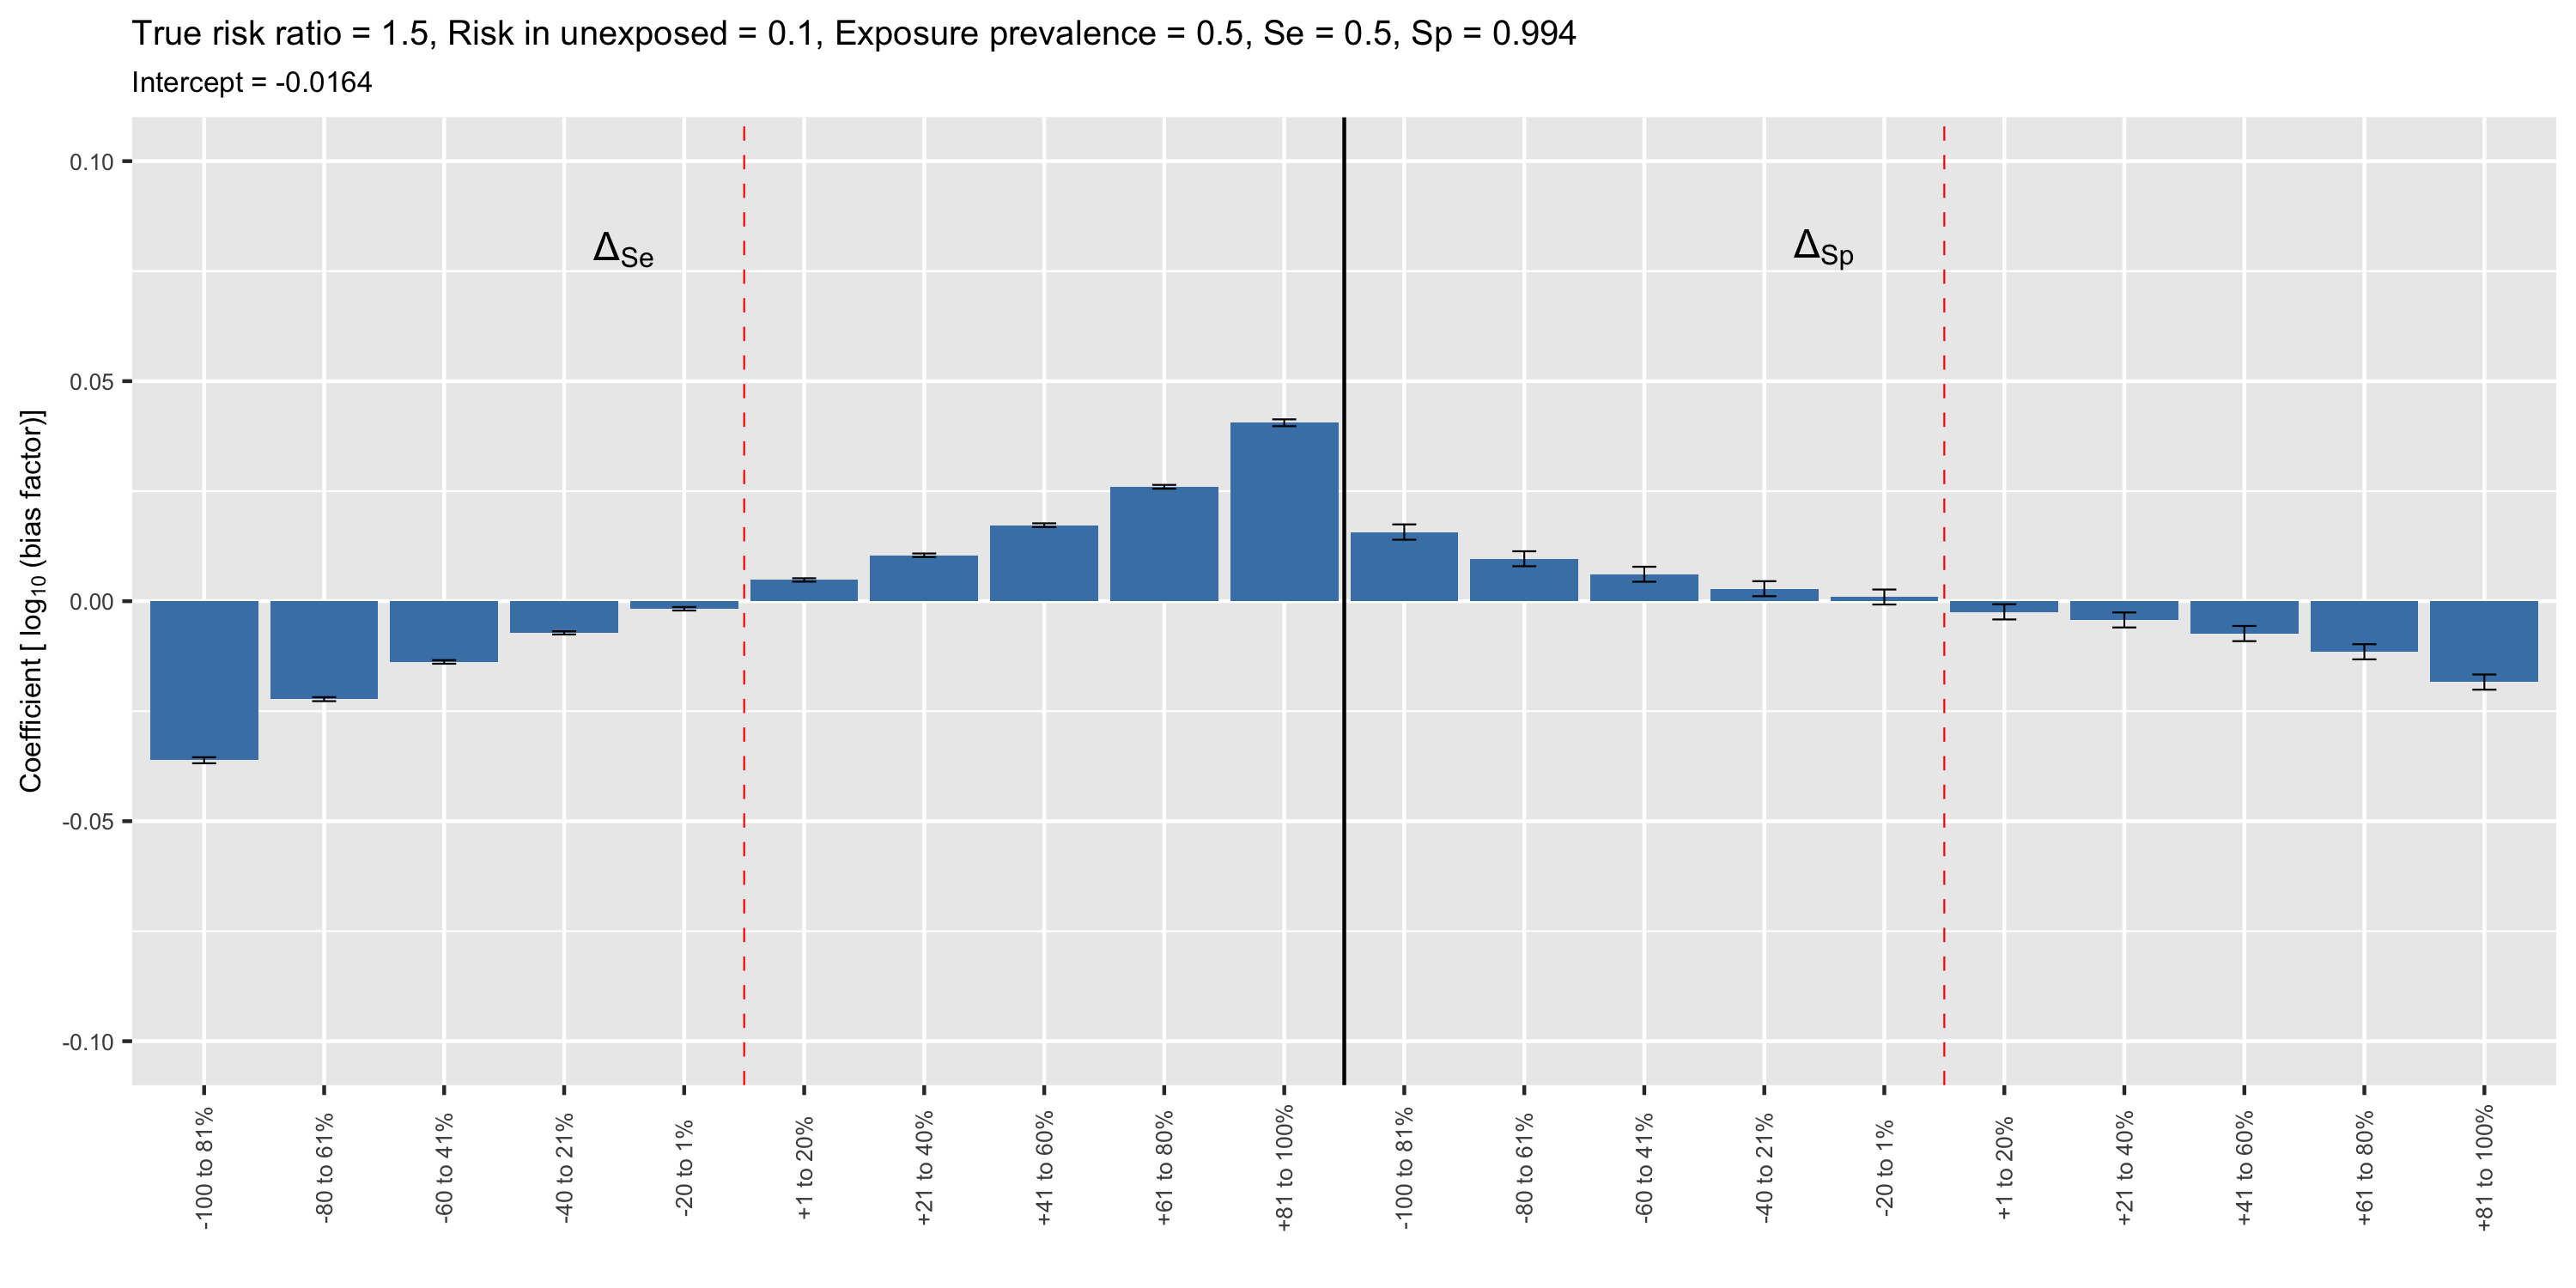 True risk ratio = 1.5, Risk in unexposed = 0.1, Exposure prevalence = 0.5, Se = 0.5, Sp = 0.994
Intercept = -0.0164
Coefficient [ log₁₀ (bias factor)]
0.10
0.05
0.00
-0.05
-0.10
Δ_Se
Δ_Sp
-100 to 81%
-80 to 61%
-60 to 41%
-40 to 21%
-20 to 1%
+1 to 20%
+21 to 40%
+41 to 60%
+61 to 80%
+81 to 100%
-100 to 81%
-80 to 61%
-60 to 41%
-40 to 21%
-20 to 1%
+1 to 20%
+21 to 40%
+41 to 60%
+61 to 80%
+81 to 100%